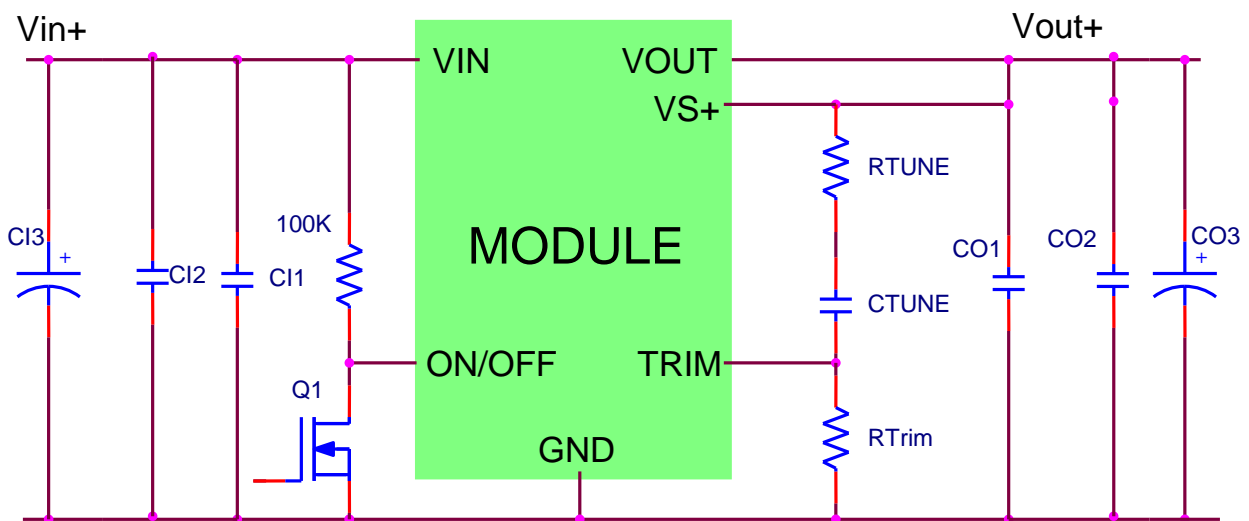 Vin+
Vout+
VIN
VOUT
VS+
RTUNE
100K
CI3
+
CI2
CI1
MODULE
CO1
CO2
CO3
+
CTUNE
ON/OFF
TRIM
Q1
RTrim
GND